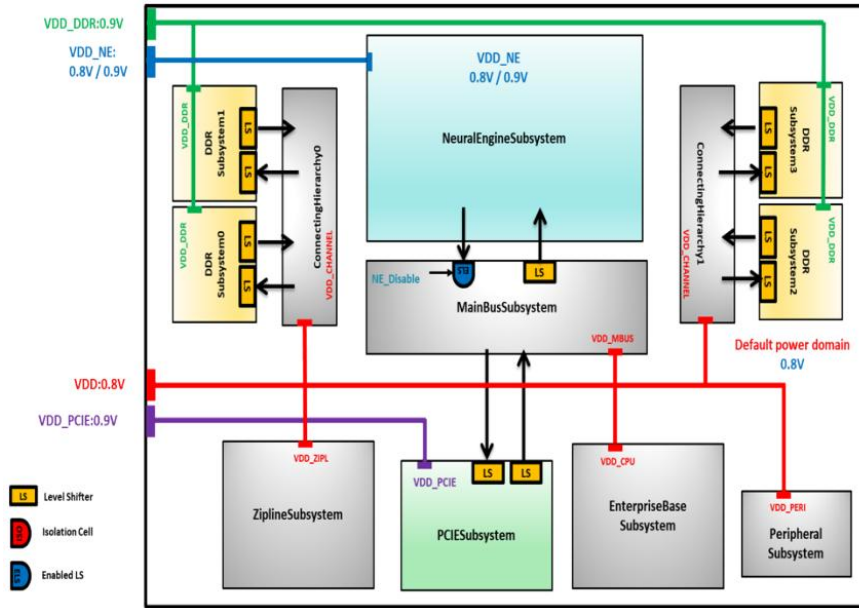 VDD_DDR:0.9V
VDD_NE:
0.8V / 0.9V
VDD_NE
0.8V / 0.9V
NeuralEngineSubsystem
VDD_DDR
DDR
Subsystem1
LS
LS
VDD_DDR
DDR
Subsystem0
LS
LS
ConnectingHierarchy0
VDD_CHANNEL
ConnectingHierarchy1
VDD_CHANNEL
LS
LS
DDR
Subsystem3
VDD_DDR
LS
LS
DDR
Subsystem2
VDD_DDR
NE_Disable
ELS
LS
MainBusSubsystem
VDD_MBUS
Default power domain
0.8V
VDD:0.8V
VDD_PCIE:0.9V
VDD_ZIPL
ZiplineSubsystem
VDD_PCIE
LS
LS
PCIESubsystem
VDD_CPU
EnterpriseBase
Subsystem
VDD_PERI
Peripheral
Subsystem
LS
Level Shifter
Isolation Cell
ELS
Enabled LS